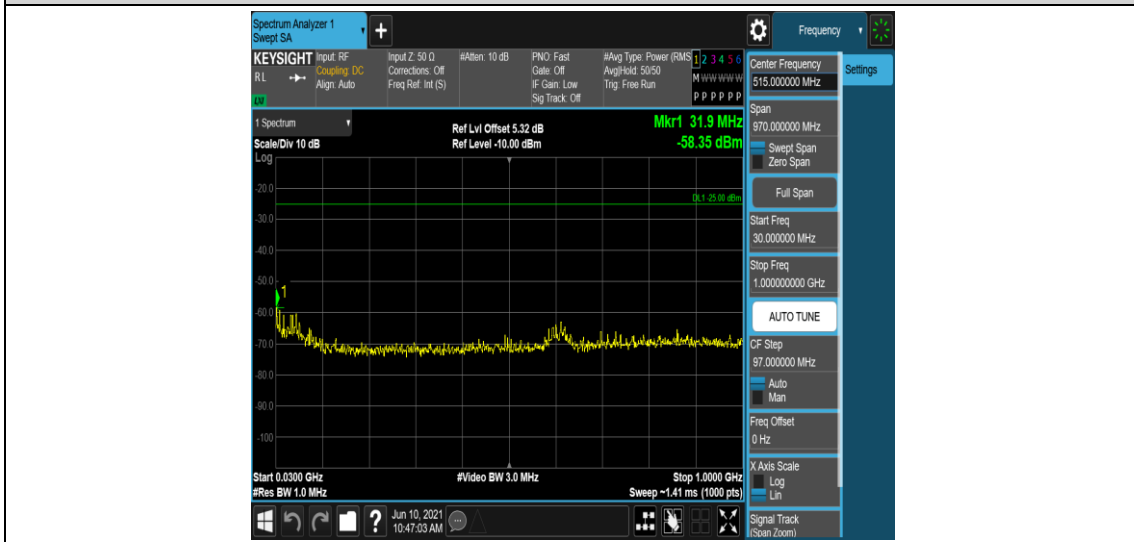 Spectrum Analyzer 1
Swept SA
+
Frequency
KEYSIGHT
RL
LXI
Input: RF
Coupling: DC
Align: Auto
Input Z: 50 Ω
Corrections: Off
Freq Ref: Int (S)
#Atten: 10 dB
PNO: Fast
Gate: Off
IF Gain: Low
Sig Track: Off
#Avg Type: Power (RMS
Avg|Hold: 50/50
Trig: Free Run
1 2 3 4 5 6
M W W W W W
P P P P P P
1 Spectrum
Scale/Div 10 dB
Log
Ref Lvl Offset 5.32 dB
Ref Level -10.00 dBm
Mkr1 31.9 MHz
-58.35 dBm
DL1 -25.00 dBm
-20.0
-30.0
-40.0
-50.0
1
-60.0
-70.0
-80.0
-90.0
-100
Start 0.0300 GHz
#Res BW 1.0 MHz
#Video BW 3.0 MHz
Stop 1.0000 GHz
Sweep ~1.41 ms (1000 pts)
?
Jun 10, 2021
10:47:03 AM
Center Frequency
515.000000 MHz
Settings
Span
970.000000 MHz
Swept Span
Zero Span
Full Span
Start Freq
30.000000 MHz
Stop Freq
1.000000000 GHz
AUTO TUNE
CF Step
97.000000 MHz
Auto
Man
Freq Offset
0 Hz
X Axis Scale
Log
Lin
Signal Track
(Span Zoom)